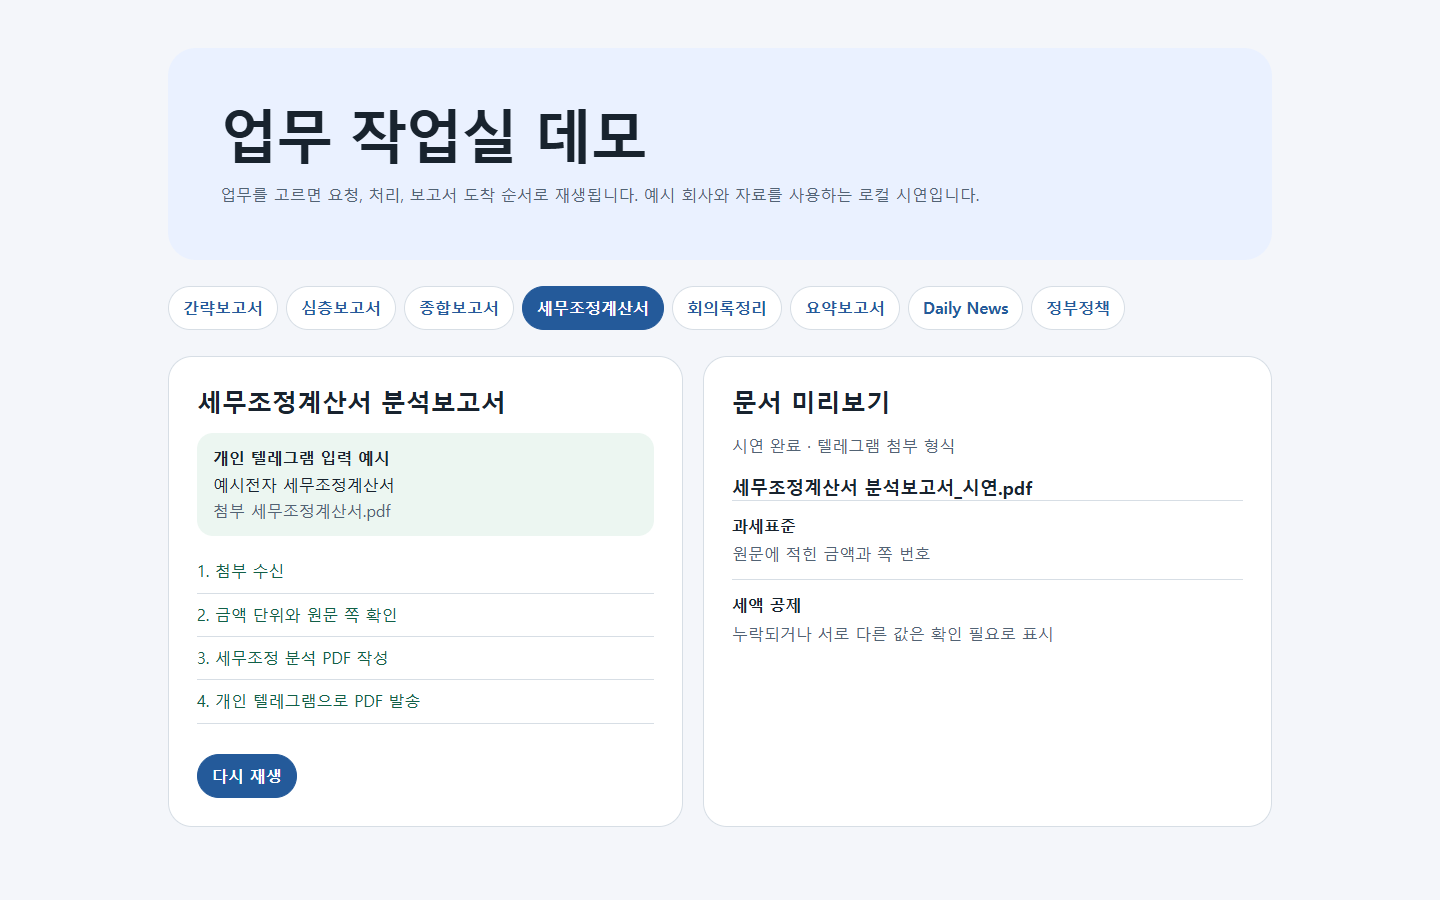 업무 작업실 데모
업무를 고르면 요청, 처리, 보고서 도착 순서로 재생됩니다. 예시 회사와 자료를 사용하는 로컬 시연입니다.
간략보고서
심층보고서
종합보고서
세무조정계산서
회의록정리
요약보고서
Daily News
정부정책
세무조정계산서 분석보고서
개인 텔레그램 입력 예시
예시전자 세무조정계산서
첨부 세무조정계산서.pdf
1. 첨부 수신
2. 금액 단위와 원문 쪽 확인
3. 세무조정 분석 PDF 작성
4. 개인 텔레그램으로 PDF 발송
다시 재생
문서 미리보기
시연 완료 · 텔레그램 첨부 형식
세무조정계산서 분석보고서_시연.pdf
과세표준
원문에 적힌 금액과 쪽 번호
세액 공제
누락되거나 서로 다른 값은 확인 필요로 표시